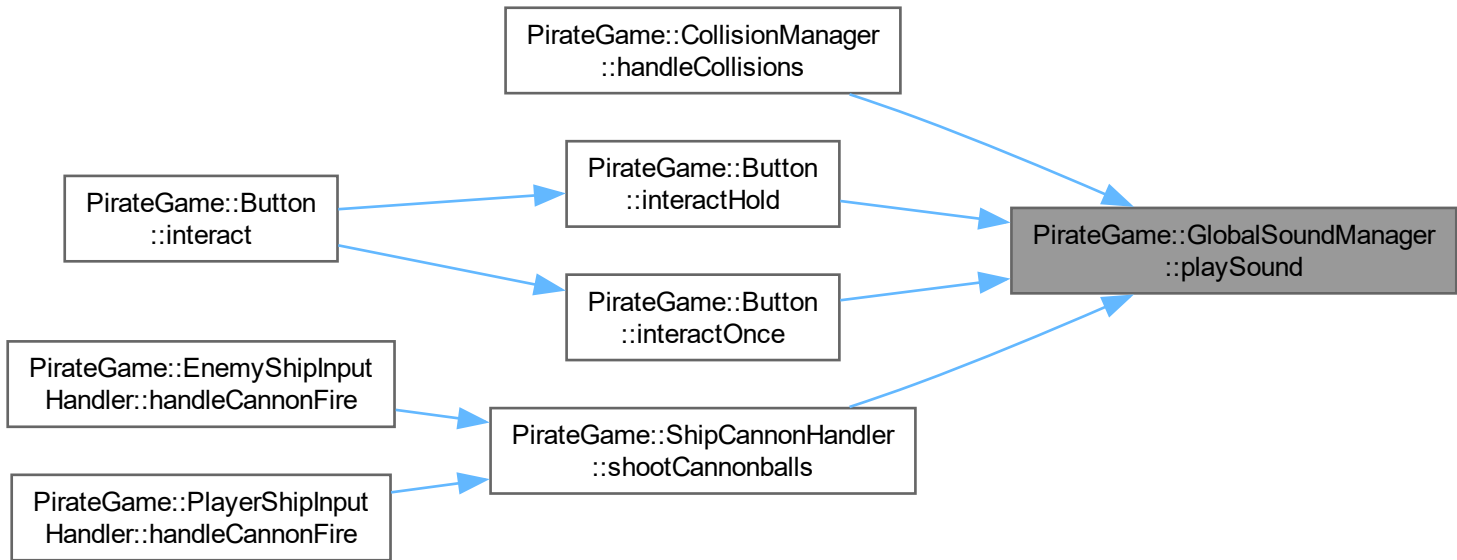 PirateGame::CollisionManager
::handleCollisions
PirateGame::Button
::interactHold
PirateGame::Button
::interact
PirateGame::GlobalSoundManager
::playSound
PirateGame::Button
::interactOnce
PirateGame::EnemyShipInput
Handler::handleCannonFire
PirateGame::ShipCannonHandler
::shootCannonballs
PirateGame::PlayerShipInput
Handler::handleCannonFire